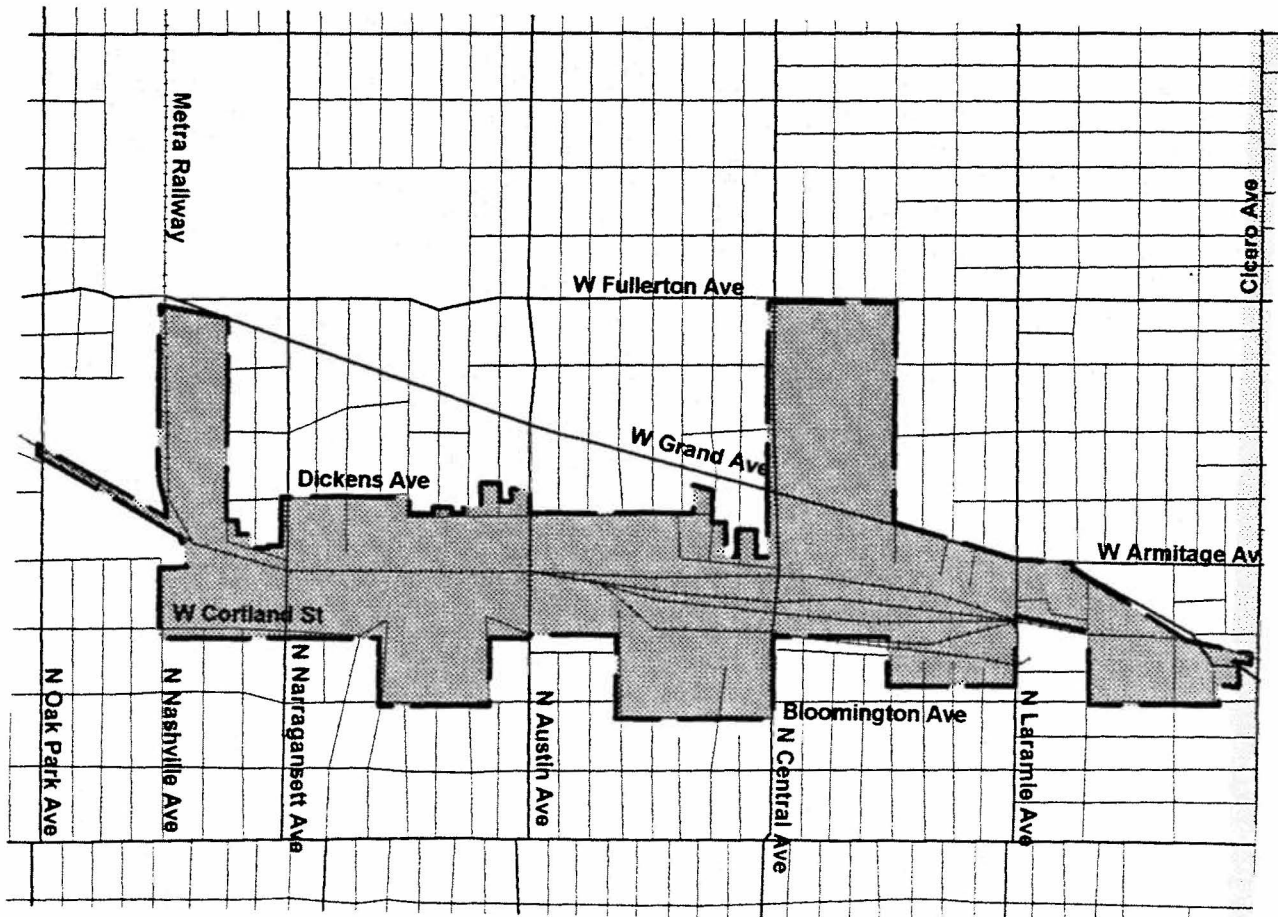 Metra Railway
Cicero Ave
W Fullerton Ave
W Grand Ave
Dickens Ave
W Armitage Av
W Cortland St
Bloomington Ave
N Oak Park Ave
N Nashville Ave
N Narragansett Ave
N Austin Ave
N Central Ave
N Laramie Ave